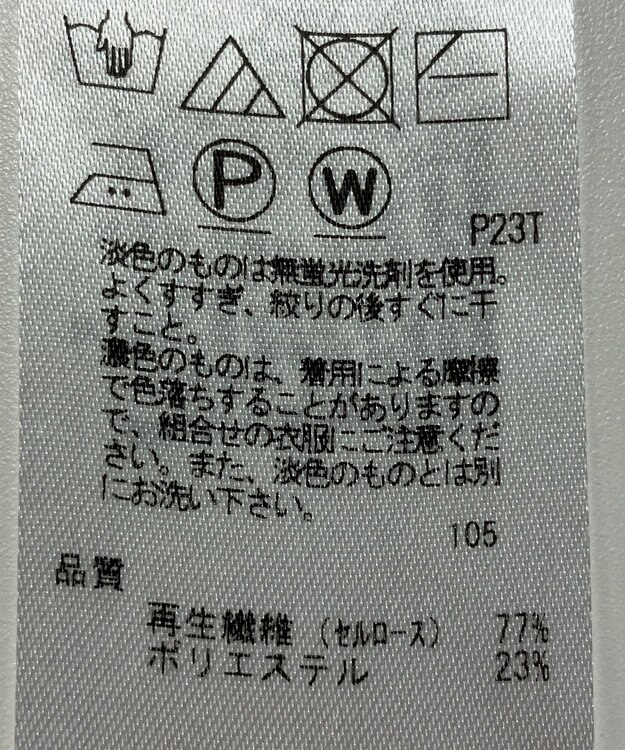 P W
P23T
淡色のものは無蛍光洗剤を使用。
よくすすぎ、絞りの後すぐに干
すこと。
濃色のものは、着用による摩擦
で色落ちすることがありますの
で、組合せの衣服にご注意くだ
さい。また、淡色のものとは別
にお洗い下さい。
105
品質
再生繊維（セルロース） 77%
ポリエステル 23%